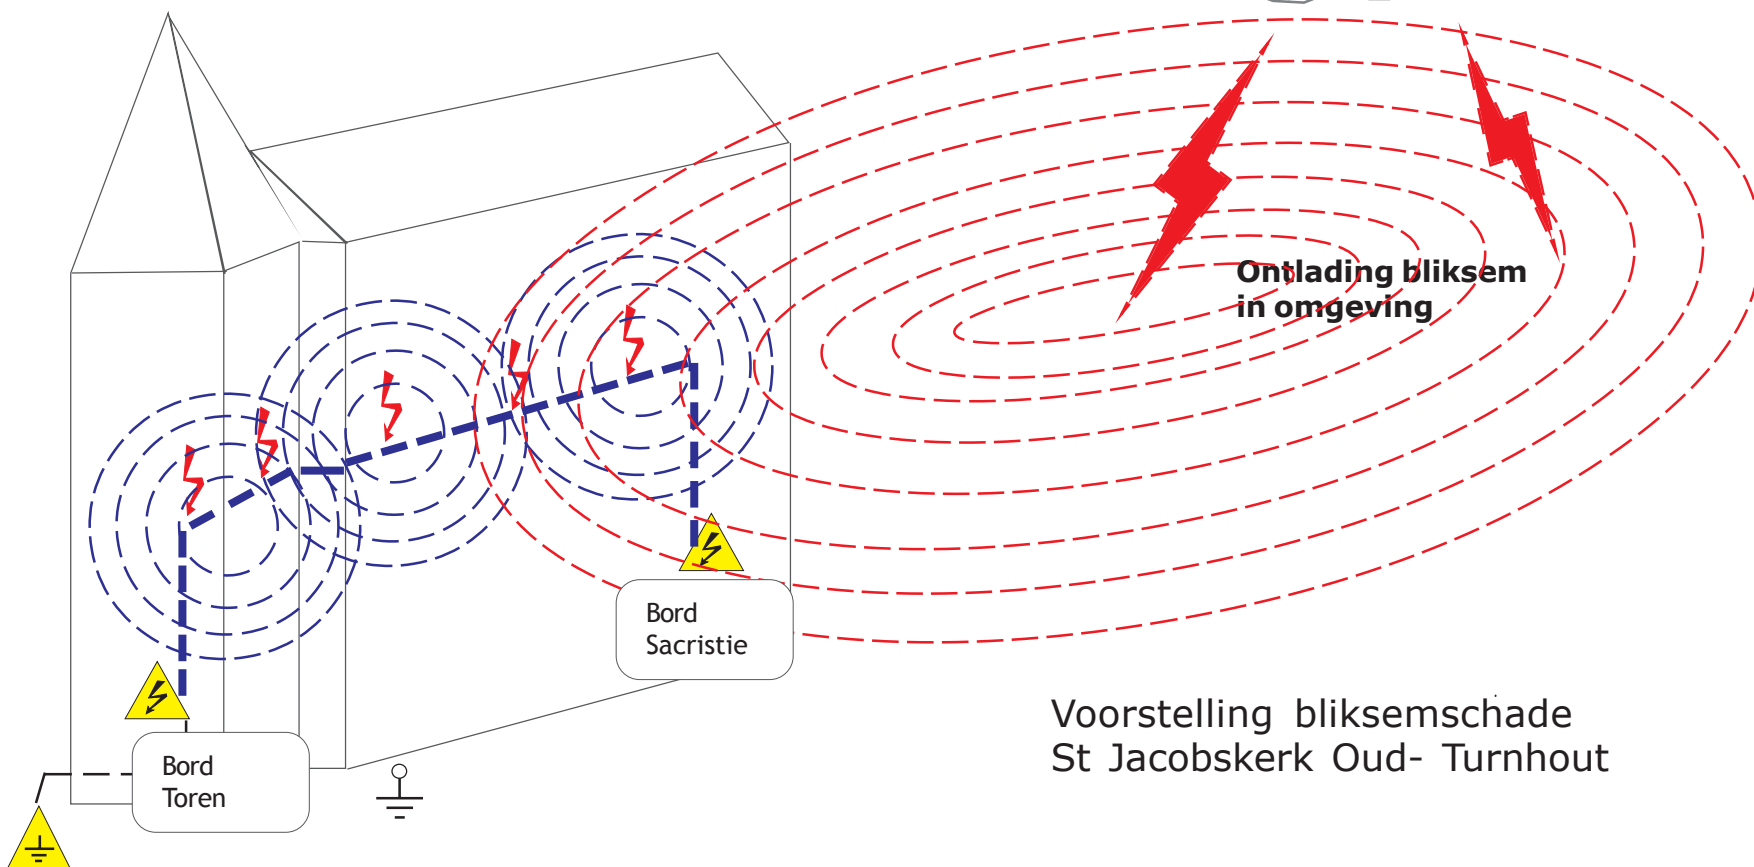 Ontlading bliksem
in omgeving
Bord
Sacristie
Bord
Toren
Voorstelling bliksemschade
St Jacobskerk Oud- Turnhout